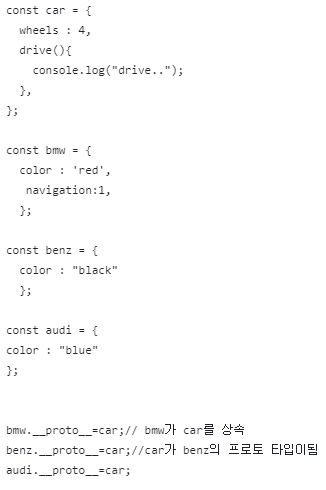 const car = {
  wheels : 4,
  drive(){
    console.log("drive..");
  },
};

const bmw = {
  color : 'red',
   navigation:1,
  };

const benz = {
  color : "black"
  };

const audi = {
color : "blue"
};


bmw.__proto__=car;// bmw가 car를 상속
benz.__proto__=car;//car가 benz의 프로토 타입이됨
audi.__proto__=car;